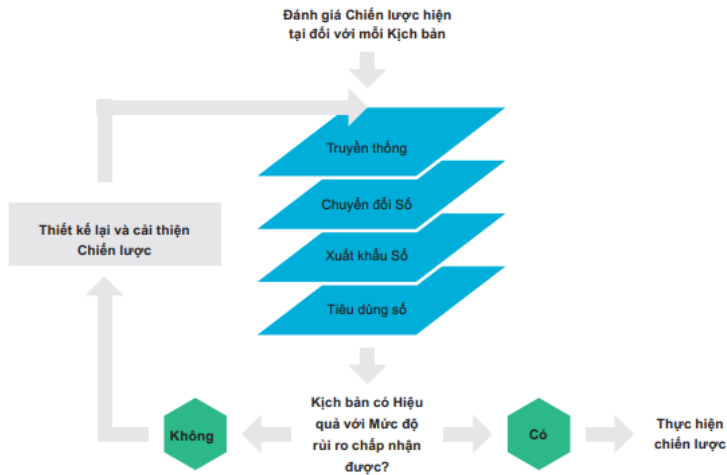 Đánh giá Chiến lược hiện
tại đối với mỗi Kịch bản
Truyền thống
Chuyển đổi Số
Xuất khẩu Số
Tiêu dùng số
Thiết kế lại và cải thiện
Chiến lược
Kịch bản có Hiệu
quả với Mức độ
rủi ro chấp nhận
được?
Không
Có
Thực hiện
chiến lược